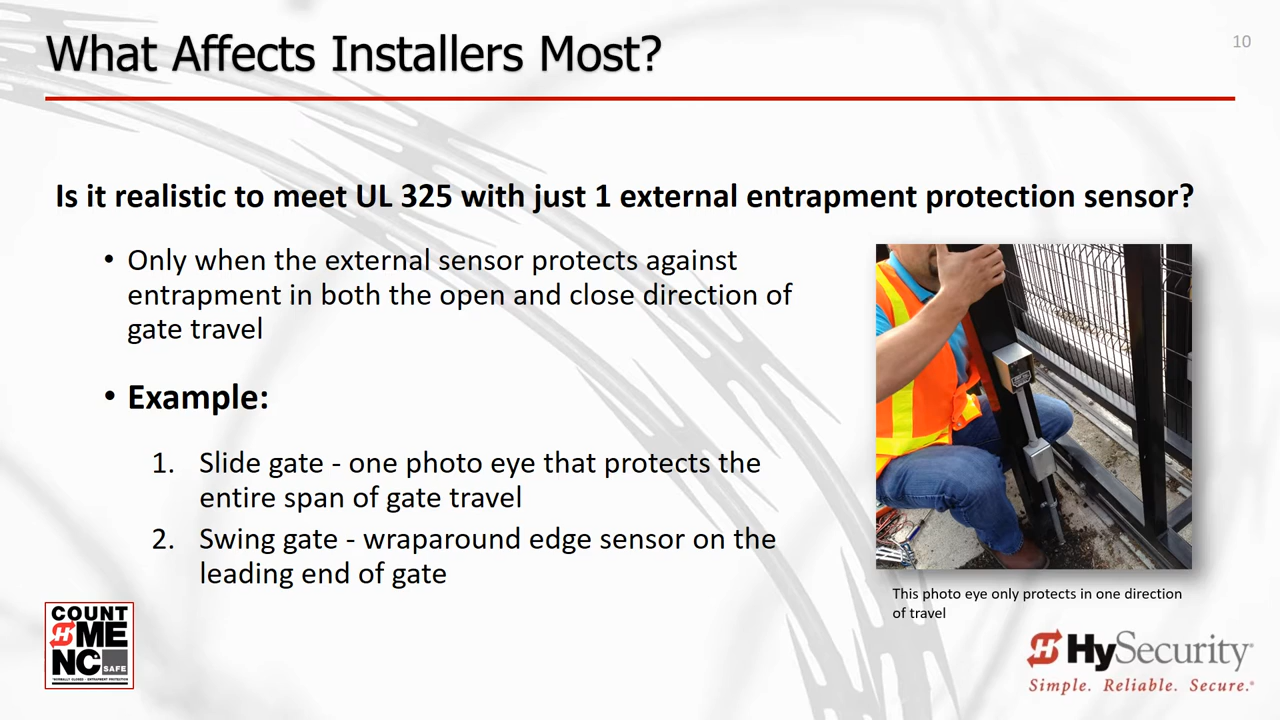 What Affects Installers Most?
10
Is it realistic to meet UL 325 with just 1 external entrapment protection sensor?
• Only when the external sensor protects against
entrapment in both the open and close direction of
gate travel
• Example:
1. Slide gate - one photo eye that protects the
entire span of gate travel
2. Swing gate - wraparound edge sensor on the
leading end of gate
This photo eye only protects in one direction
of travel
COUNT
ME
NC
SAFE
HySecurity
Simple. Reliable. Secure.